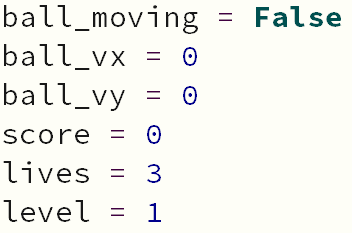 ball_moving = False
ball_vx = 0
ball_vy = 0
score = 0
lives = 3
level = 1